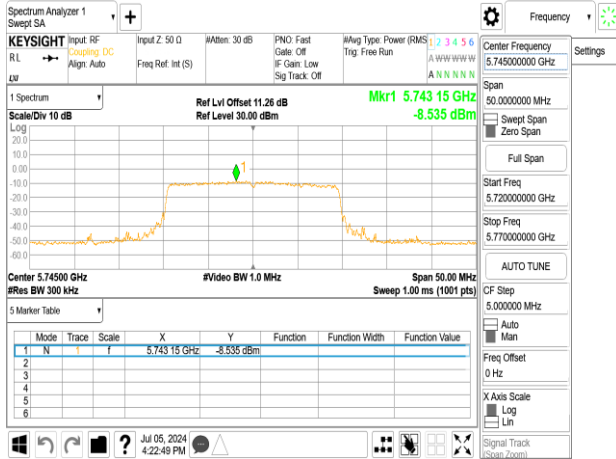 Spectrum Analyzer 1
Swept SA
+
Frequency
Settings
KEYSIGHT
RL
Input: RF
Coupling: DC
Align: Auto
Input Z: 50 Ω
Freq Ref: Int (S)
#Atten: 30 dB
PNO: Fast
Gate: Off
IF Gain: Low
Sig Track: Off
#Avg Type: Power (RMS
Trig: Free Run
1 2 3 4 5 6
A W W W W W
A N N N N N
1 Spectrum
Scale/Div 10 dB
Ref Lvl Offset 11.26 dB
Ref Level 30.00 dBm
Mkr1 5.743 15 GHz
-8.535 dBm
Log
20.0
10.0
0.00
-10.0
-20.0
-30.0
-40.0
-50.0
-60.0
1
Center 5.74500 GHz
#Video BW 1.0 MHz
Span 50.00 MHz
#Res BW 300 kHz
Sweep 1.00 ms (1001 pts)
5 Marker Table
Mode Trace Scale X Y Function Function Width Function Value
1 N 1 f 5.743 15 GHz -8.535 dBm
2
3
4
5
6
Jul 05, 2024
4:22:49 PM
?
Center Frequency
5.745000000 GHz
Span
50.0000000 MHz
Swept Span
Zero Span
Full Span
Start Freq
5.720000000 GHz
Stop Freq
5.770000000 GHz
AUTO TUNE
CF Step
5.000000 MHz
Auto
Man
Freq Offset
0 Hz
X Axis Scale
Log
Lin
Signal Track
(Span Zoom)